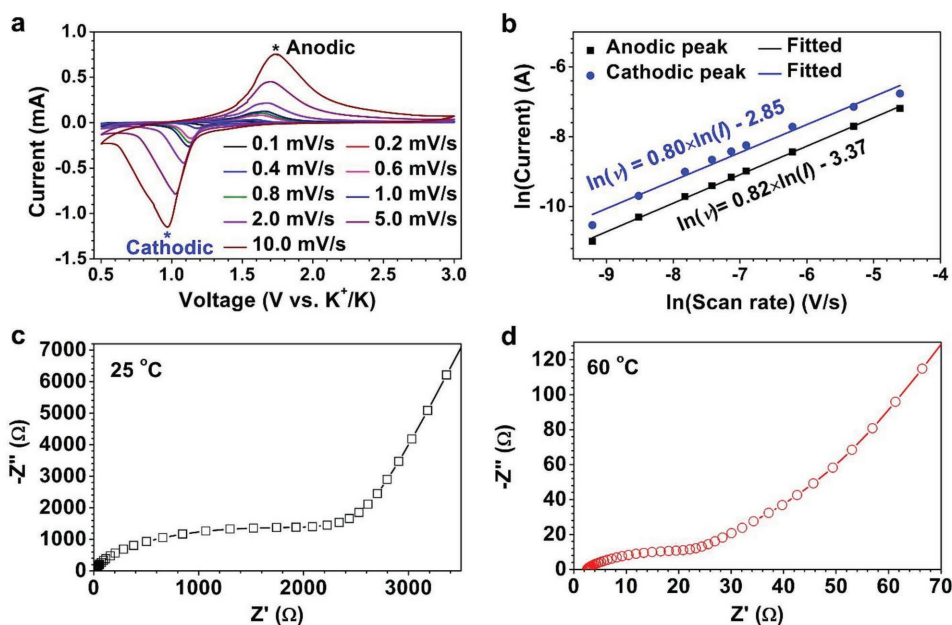 a
* Anodic
Cathodic
*
0.1 mV/s 0.2 mV/s
0.4 mV/s 0.6 mV/s
0.8 mV/s 1.0 mV/s
2.0 mV/s 5.0 mV/s
10.0 mV/s
Current (mA)
1.0
0.5
0.0
-0.5
-1.0
-1.5
0.5 1.0 1.5 2.0 2.5 3.0
Voltage (V vs. K⁺/K)
b
Anodic peak Fitted
Cathodic peak Fitted
ln(ν) = 0.80×ln(I) - 2.85
ln(ν) = 0.82×ln(I) - 3.37
ln(Current) (A)
-6
-8
-10
-9 -8 -7 -6 -5 -4
ln(Scan rate) (V/s)
c
25 °C
-Z" (Ω)
7000
6000
5000
4000
3000
2000
1000
0
0 1000 2000 3000
Z' (Ω)
d
60 °C
-Z" (Ω)
120
100
80
60
40
20
0
0 10 20 30 40 50 60 70
Z' (Ω)